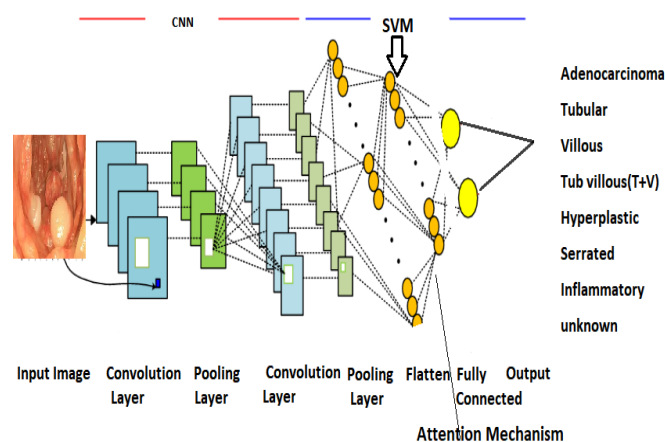 CNN
SVM
Adenocarcinoma
Tubular
Villous
Tub villous(T+V)
Hyperplastic
Serrated
Inflammatory
unknown
Input Image
Convolution
Layer
Pooling
Layer
Convolution
Layer
Pooling
Layer
Flatten
Fully
Connected
Output
Attention Mechanism